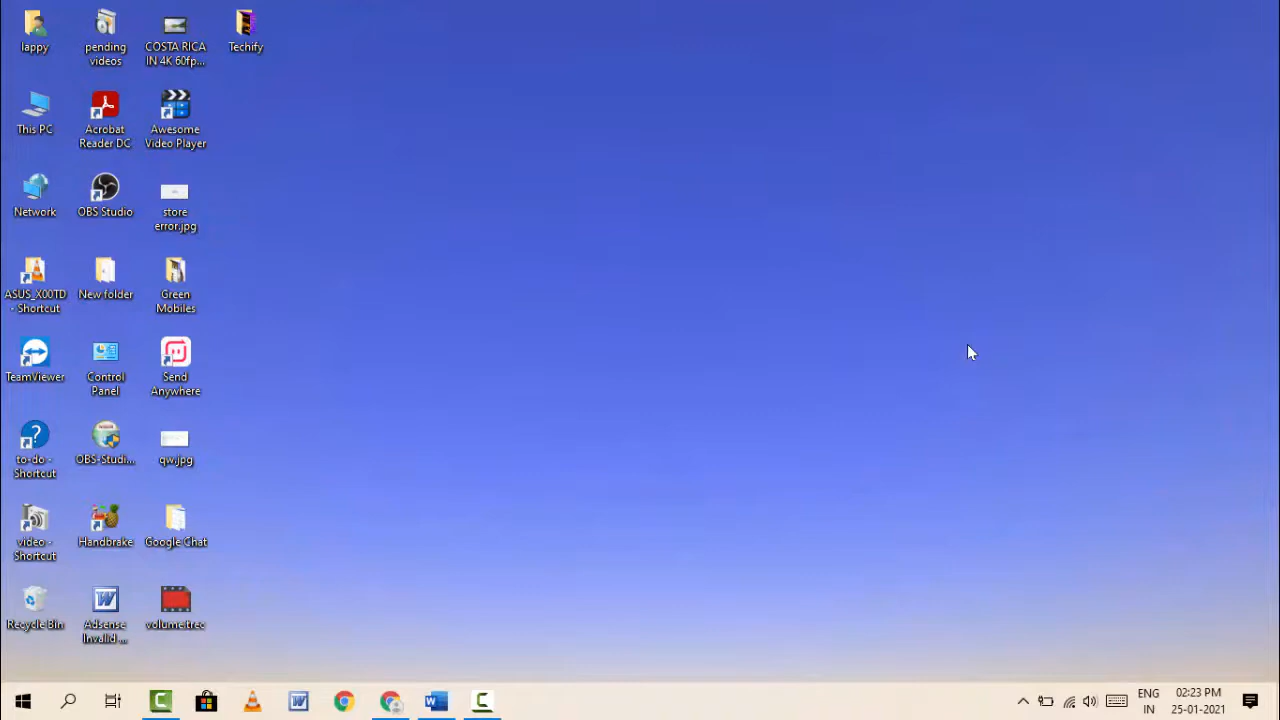 lappy
pending
videos
COSTA RICA
IN 4K 60fp...
Techify
This PC
Acrobat
Reader DC
Awesome
Video Player
Network
OBS Studio
store
error.jpg
ASUS_X00TD
- Shortcut
New folder
Green
Mobiles
TeamViewer
Control
Panel
Send
Anywhere
to-do -
Shortcut
OBS-Studi...
qw.jpg
video -
Shortcut
Handbrake
Google Chat
Recycle Bin
Adsense
Invalid ...
volume.trec
ENG
IN
02:23 PM
25-01-2021